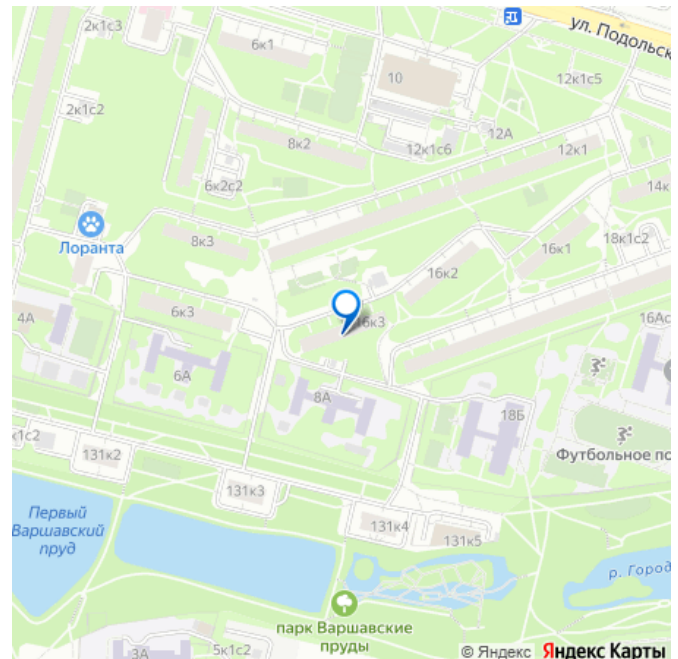 2к1с3
6к1
ул. Подольск
10
12к1с5
2к1с2
8к2
12А
12к1с6
12к1
6к2с2
14к
Лоранта
8к3
18к1с2
16к1
16к2
6к3
16к3
4А
16Ас
6А
8А
18Б
к1с2
131к2
Футбольное по
131к3
Первый
Варшавский
пруд
131к4
131к5
р. Город
парк Варшавские
пруды
3А
5к1с2
© Яндекс Яндекс Карты